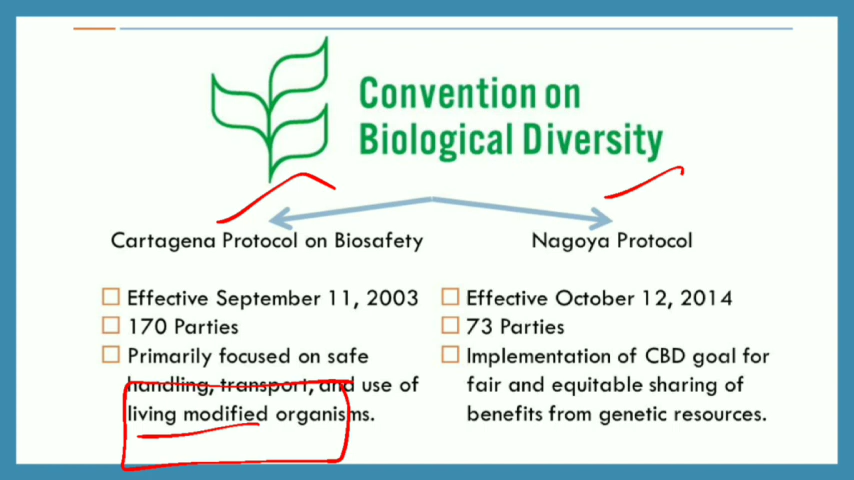 Convention on
Biological Diversity
Cartagena Protocol on Biosafety
Effective September 11, 2003
170 Parties
Primarily focused on safe
handling, transport, and use of
living modified organisms.
Nagoya Protocol
Effective October 12, 2014
73 Parties
Implementation of CBD goal for
fair and equitable sharing of
benefits from genetic resources.